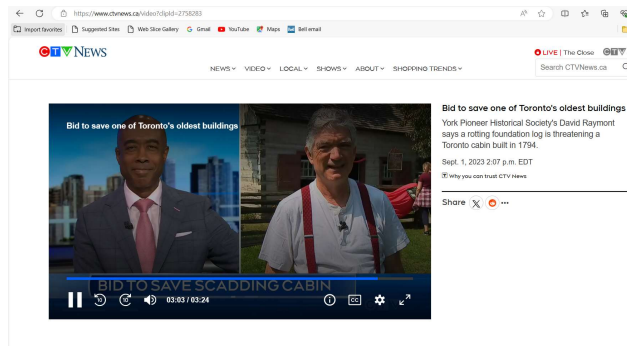 https://www.ctvnews.ca/video?clipId=2758283
Import favorites Suggested Sites Web Slice Gallery Gmail YouTube Maps Bell email
CTV NEWS
LIVE | The Close
NEWS VIDEO LOCAL SHOWS ABOUT SHOPPING TRENDS
Search CTVNews.ca
Bid to save one of Toronto's oldest buildings
BID TO SAVE SCADDING CABIN
10 10 03:03 / 03:24 CC
Bid to save one of Toronto's oldest buildings
York Pioneer Historical Society's David Raymont
says a rotting foundation log is threatening a
Toronto cabin built in 1794.
Sept. 1, 2023 2:07 p.m. EDT
Why you can trust CTV News
Share